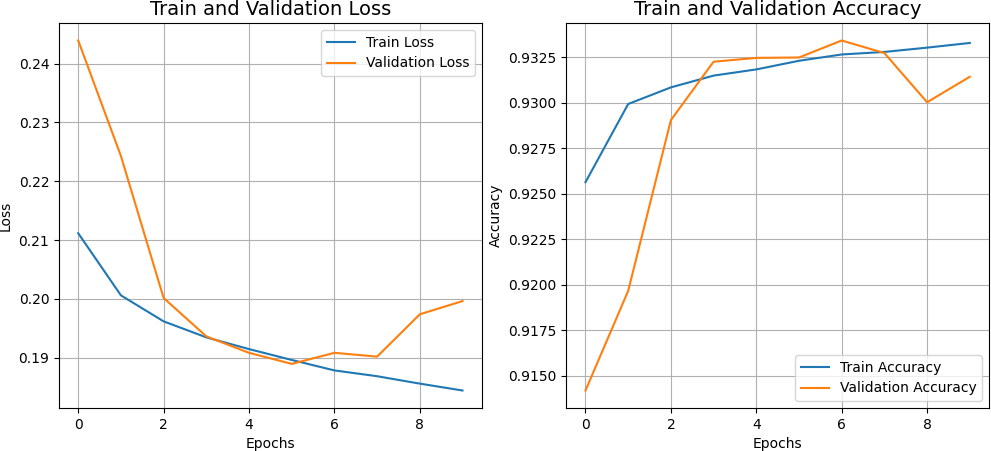 Train and Validation Loss
Train Loss
Validation Loss
0.24
0.23
0.22
0.21
0.20
0.19
Loss
0 2 4 6 8
Epochs
Train and Validation Accuracy
0.9325
0.9300
0.9275
0.9250
0.9225
0.9200
0.9175
0.9150
Accuracy
Train Accuracy
Validation Accuracy
0 2 4 6 8
Epochs